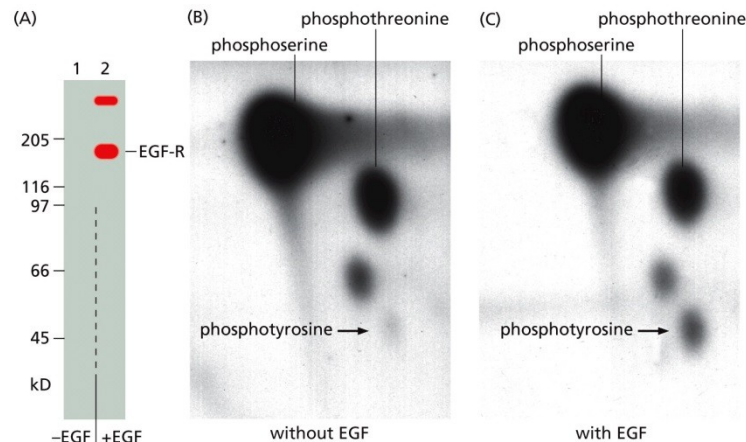 (A)
1 2
205
EGF-R
116
97
66
45
kD
–EGF +EGF
(B)
phosphoserine
phosphotyrosine
without EGF
phosphothreonine
(C)
phosphoserine
phosphotyrosine
with EGF